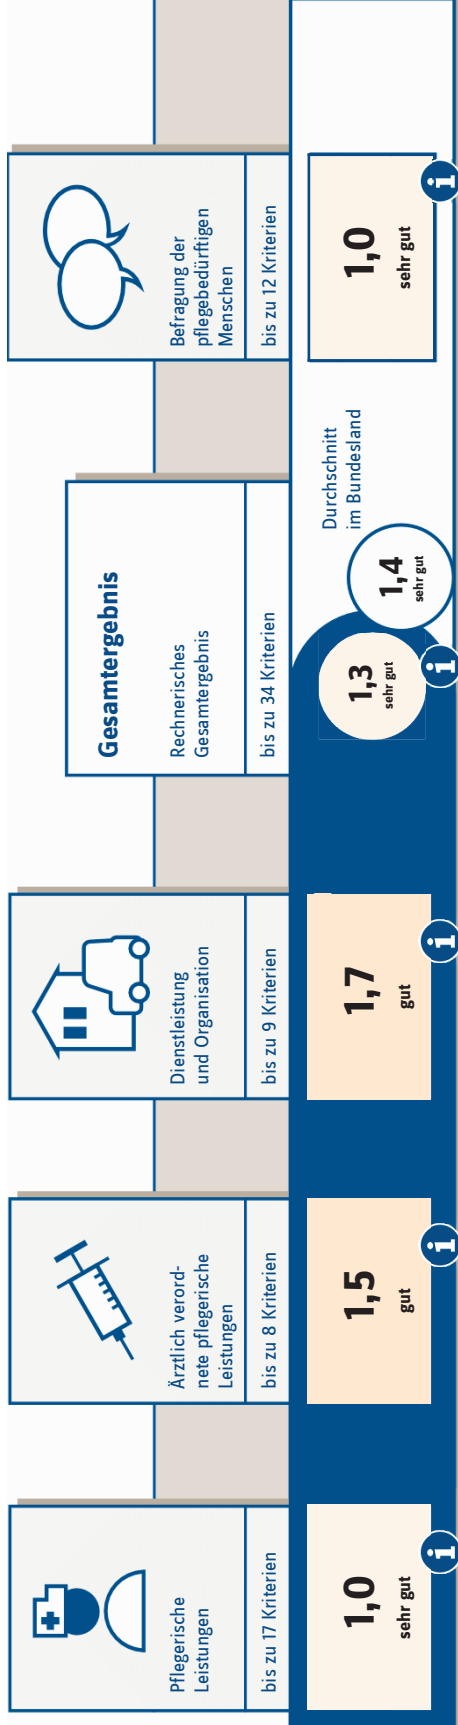 Pflegerische
Leistungen
bis zu 17 Kriterien
1,0
sehr gut
Ärztlich verord-
nete pflegerische
Leistungen
bis zu 8 Kriterien
1,5
gut
Dienstleistung
und Organisation
bis zu 9 Kriterien
1,7
gut
Gesamtergebnis
Rechnerisches
Gesamtergebnis
bis zu 34 Kriterien
1,3
sehr gut
1,4
sehr gut
Durchschnitt
im Bundesland
Befragung der
pflegebedürftigen
Menschen
bis zu 12 Kriterien
1,0
sehr gut